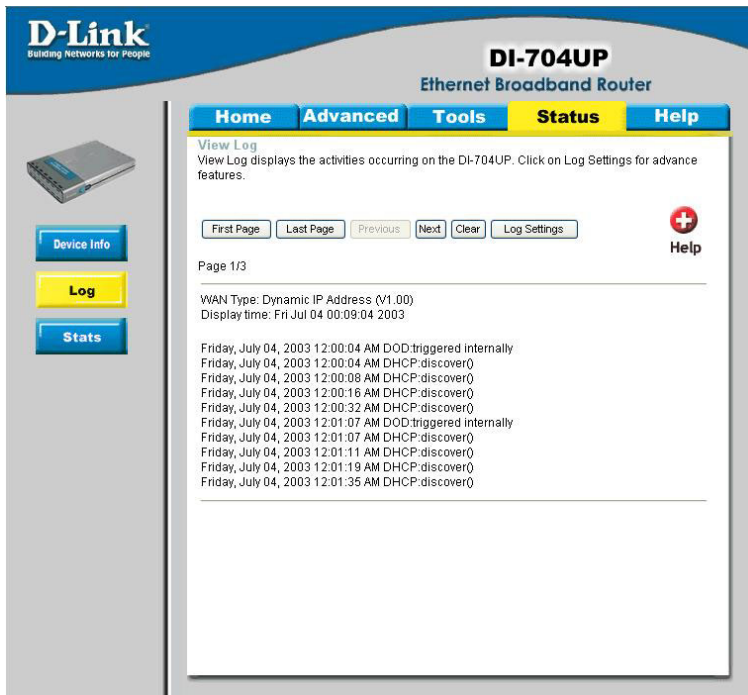 D-Link
Building Networks for People
DI-704UP
Ethernet Broadband Router
Home Advanced Tools Status Help
View Log
View Log displays the activities occurring on the DI-704UP. Click on Log Settings for advance
features.
First Page Last Page Previous Next Clear Log Settings
Help
Device Info
Log
Stats
Page 1/3
WAN Type: Dynamic IP Address (V1.00)
Display time: Fri Jul 04 00:09:04 2003
Friday, July 04, 2003 12:00:04 AM DOD:triggered internally
Friday, July 04, 2003 12:00:04 AM DHCP:discover()
Friday, July 04, 2003 12:00:08 AM DHCP:discover()
Friday, July 04, 2003 12:00:16 AM DHCP:discover()
Friday, July 04, 2003 12:00:32 AM DHCP:discover()
Friday, July 04, 2003 12:01:07 AM DOD:triggered internally
Friday, July 04, 2003 12:01:07 AM DHCP:discover()
Friday, July 04, 2003 12:01:11 AM DHCP:discover()
Friday, July 04, 2003 12:01:19 AM DHCP:discover()
Friday, July 04, 2003 12:01:35 AM DHCP:discover()